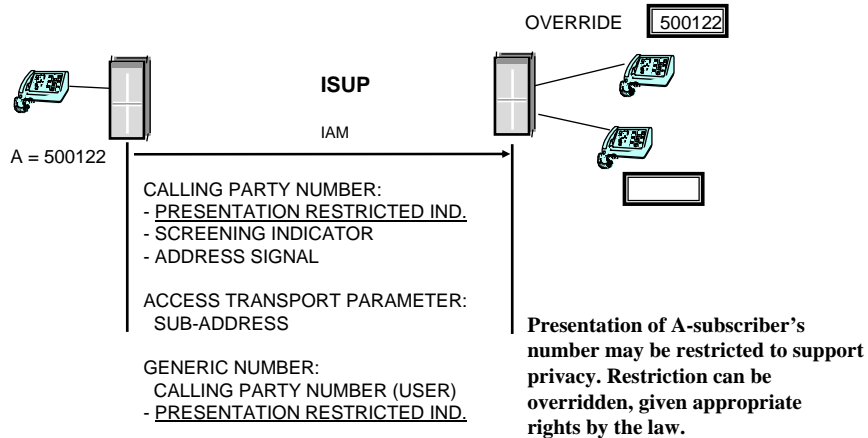 OVERRIDE 500122
ISUP
IAM
A = 500122
CALLING PARTY NUMBER:
- PRESENTATION RESTRICTED IND.
- SCREENING INDICATOR
- ADDRESS SIGNAL
ACCESS TRANSPORT PARAMETER:
SUB-ADDRESS
GENERIC NUMBER:
CALLING PARTY NUMBER (USER)
- PRESENTATION RESTRICTED IND.
Presentation of A-subscriber's
number may be restricted to support
privacy. Restriction can be
overridden, given appropriate
rights by the law.